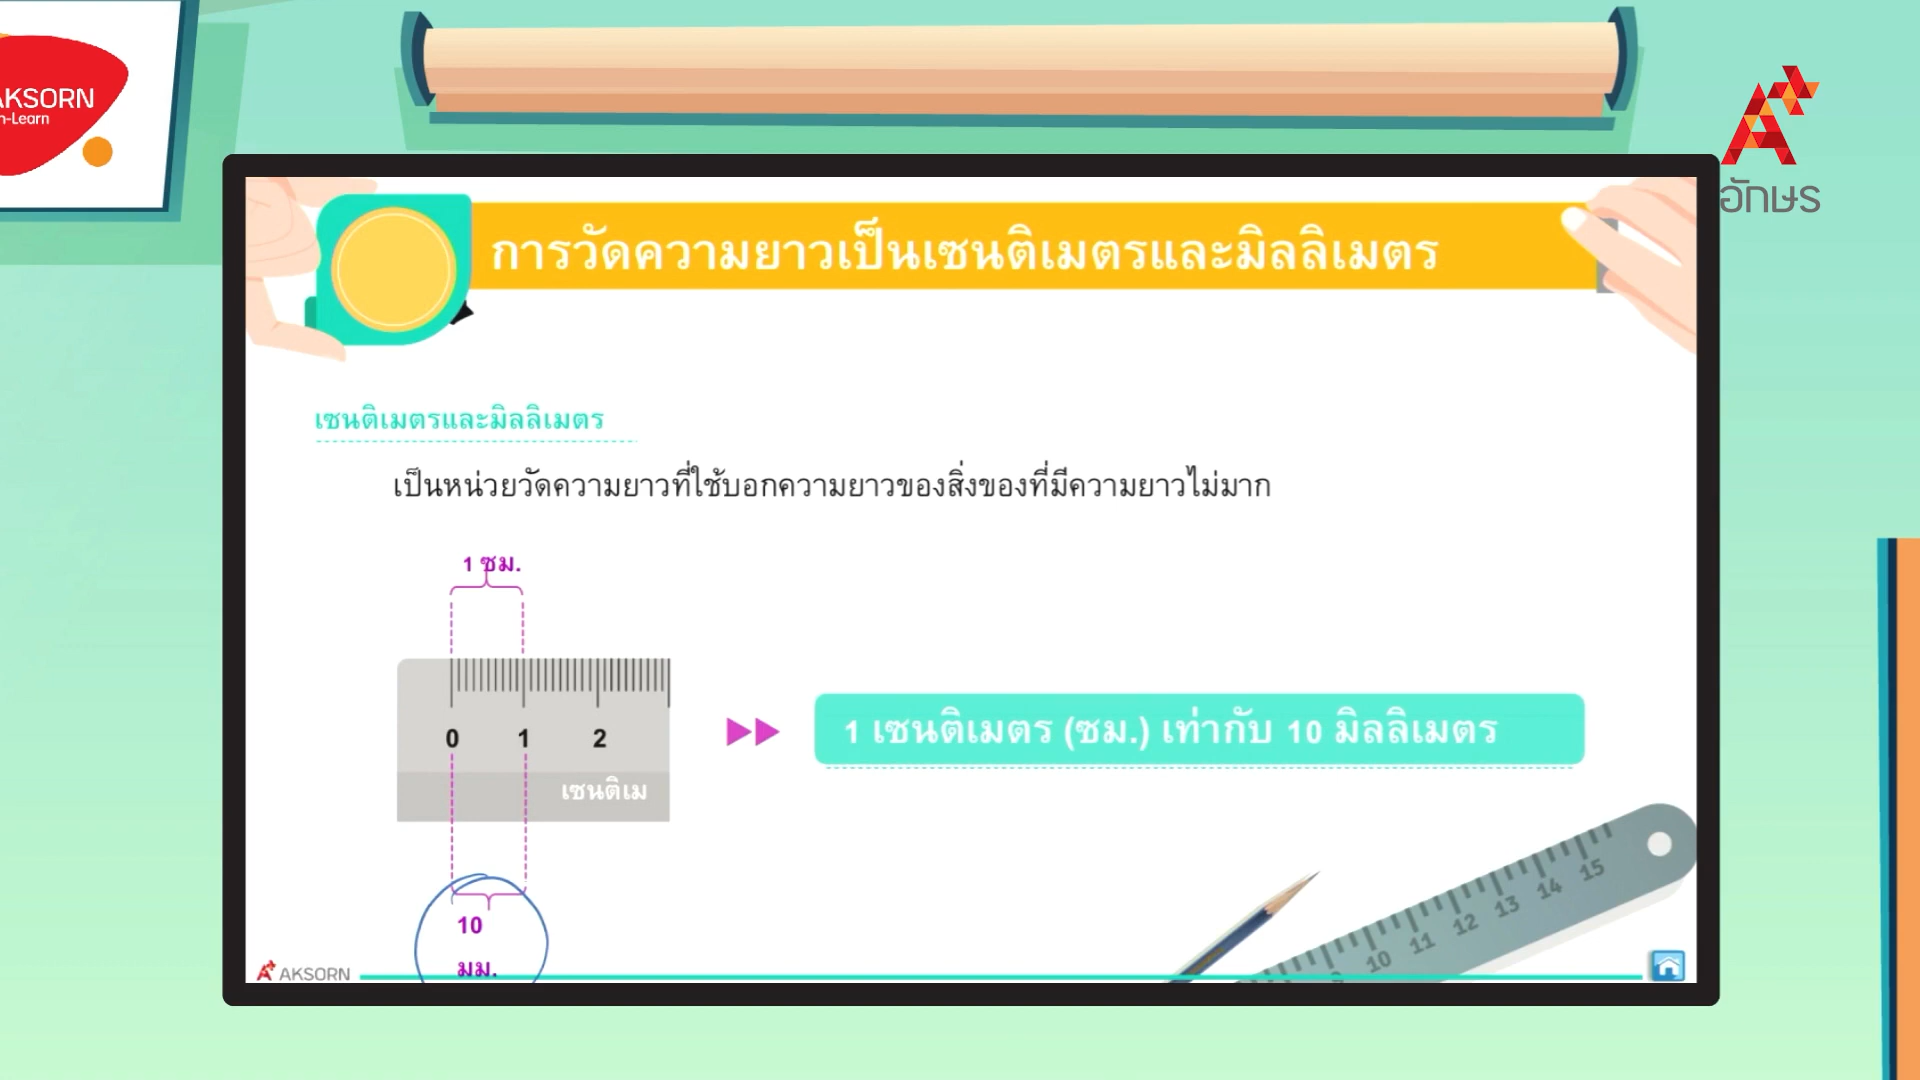 AKSORN
n-Learn
อักษร
การวัดความยาวเป็นเซนติเมตรและมิลลิเมตร
เซนติเมตรและมิลลิเมตร
เป็นหน่วยวัดความยาวที่ใช้บอกความยาวของสิ่งของที่มีความยาวไม่มาก
1 ซม.
0 1 2
เซนติเม
1 เซนติเมตร (ซม.) เท่ากับ 10 มิลลิเมตร
10
มม.
9 10 11 12 13 14 15
AKSORN